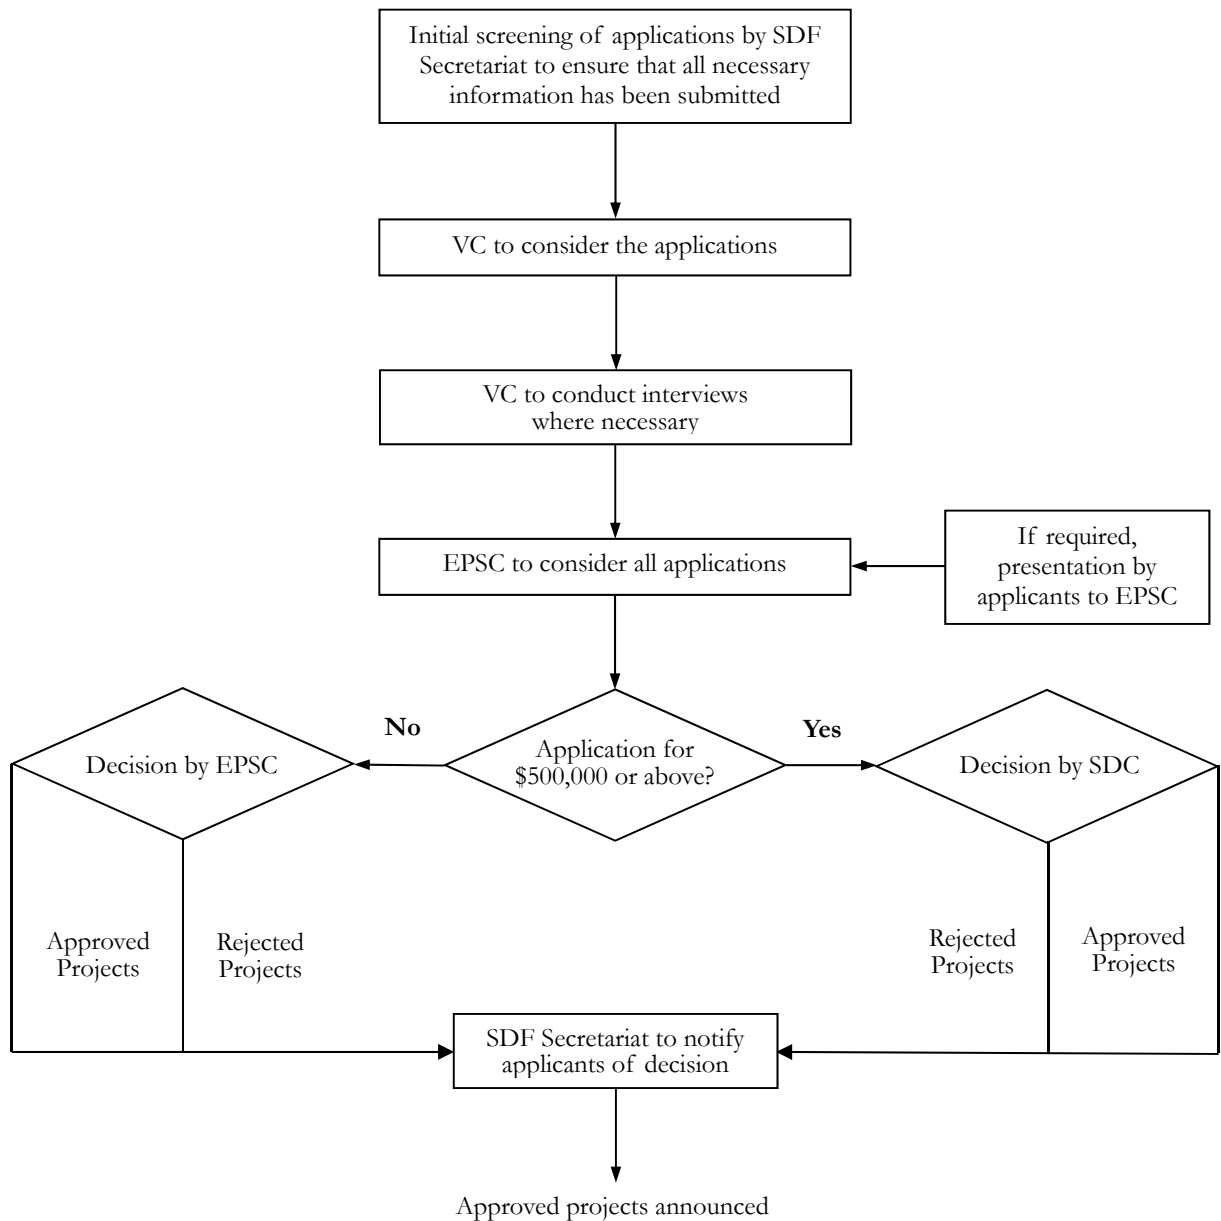 Initial screening of applications by SDF
Secretariat to ensure that all necessary
information has been submitted
VC to consider the applications
VC to conduct interviews
where necessary
EPSC to consider all applications
If required,
presentation by
applicants to EPSC
Decision by EPSC
No
Application for
$500,000 or above?
Yes
Decision by SDC
Approved
Projects
Rejected
Projects
Rejected
Projects
Approved
Projects
SDF Secretariat to notify
applicants of decision
Approved projects announced